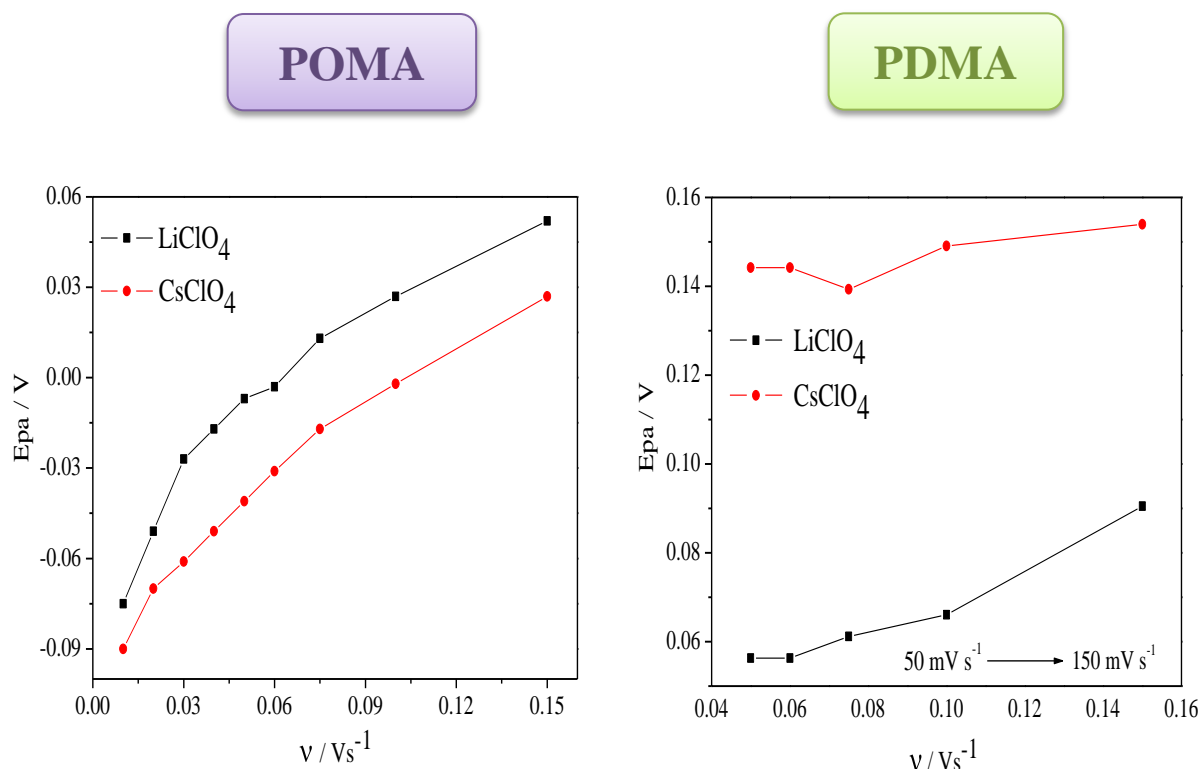 POMA
PDMA
0.06
0.03
0.00
-0.03
-0.06
-0.09
Epa / V
LiClO4
CsClO4
0.00 0.03 0.06 0.09 0.12 0.15
ν / Vs-1
0.16
0.14
0.12
0.10
0.08
0.06
Epa / V
LiClO4
CsClO4
50 mV s-1 150 mV s-1
0.04 0.06 0.08 0.10 0.12 0.14 0.16
ν / Vs-1